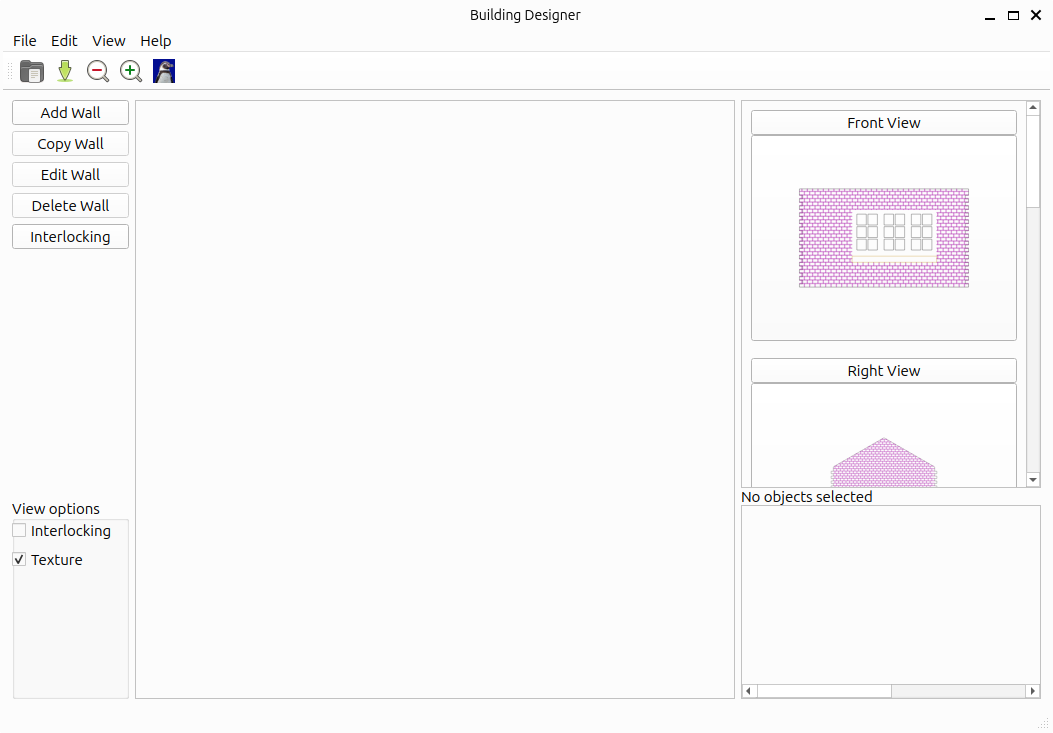 Building Designer
File Edit View Help
Add Wall
Copy Wall
Edit Wall
Delete Wall
Interlocking
Front View
Right View
View options
Interlocking
Texture
No objects selected